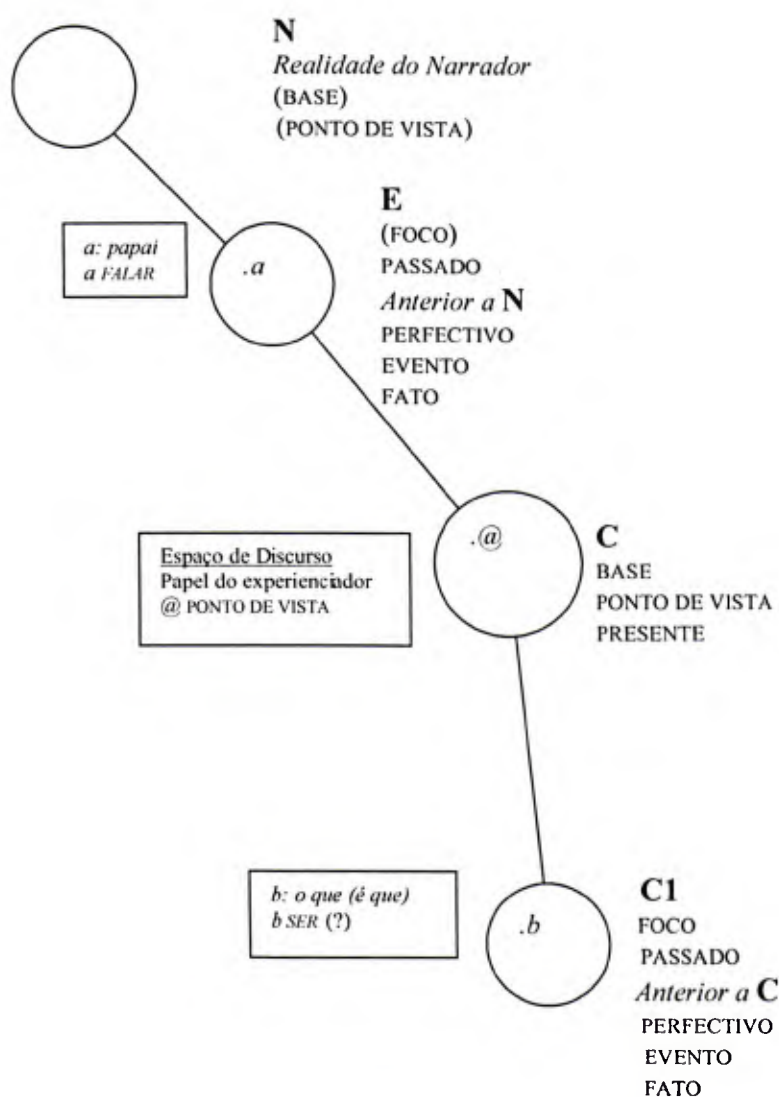 N
Realidade do Narrador
(BASE)
(PONTO DE VISTA)
a: papai
a FALAR
.a
E
(FOCO)
PASSADO
Anterior a N
PERFECTIVO
EVENTO
FATO
Espaço de Discurso
Papel do experienciador
@ PONTO DE VISTA
.@
C
BASE
PONTO DE VISTA
PRESENTE
b: o que (é que)
b SER (?)
.b
C1
FOCO
PASSADO
Anterior a C
PERFECTIVO
EVENTO
FATO